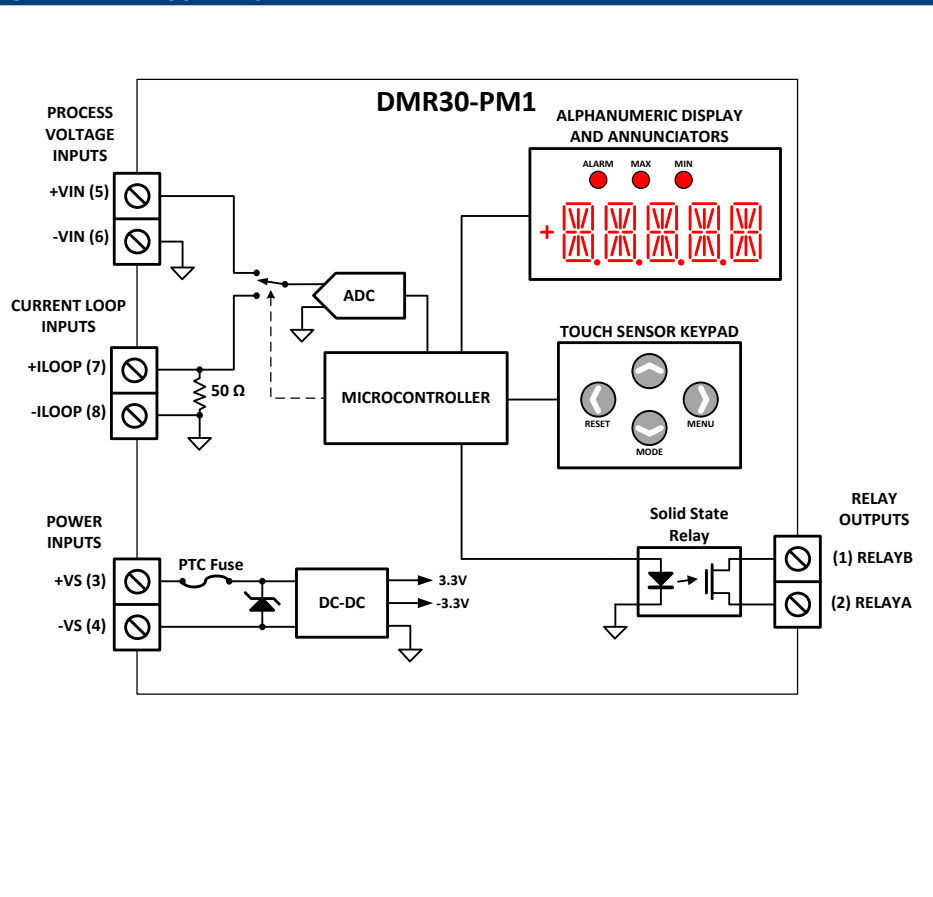 DMR30-PM1
PROCESS
VOLTAGE
INPUTS
+VIN (5)
-VIN (6)
CURRENT LOOP
INPUTS
+ILOOP (7)
-ILOOP (8)
50 Ω
ADC
MICROCONTROLLER
ALPHANUMERIC DISPLAY
AND ANNUNCIATORS
ALARM MAX MIN
+
TOUCH SENSOR KEYPAD
RESET
MENU
MODE
POWER
INPUTS
+VS (3)
-VS (4)
PTC Fuse
DC-DC
3.3V
-3.3V
Solid State
Relay
RELAY
OUTPUTS
(1) RELAYB
(2) RELAYA